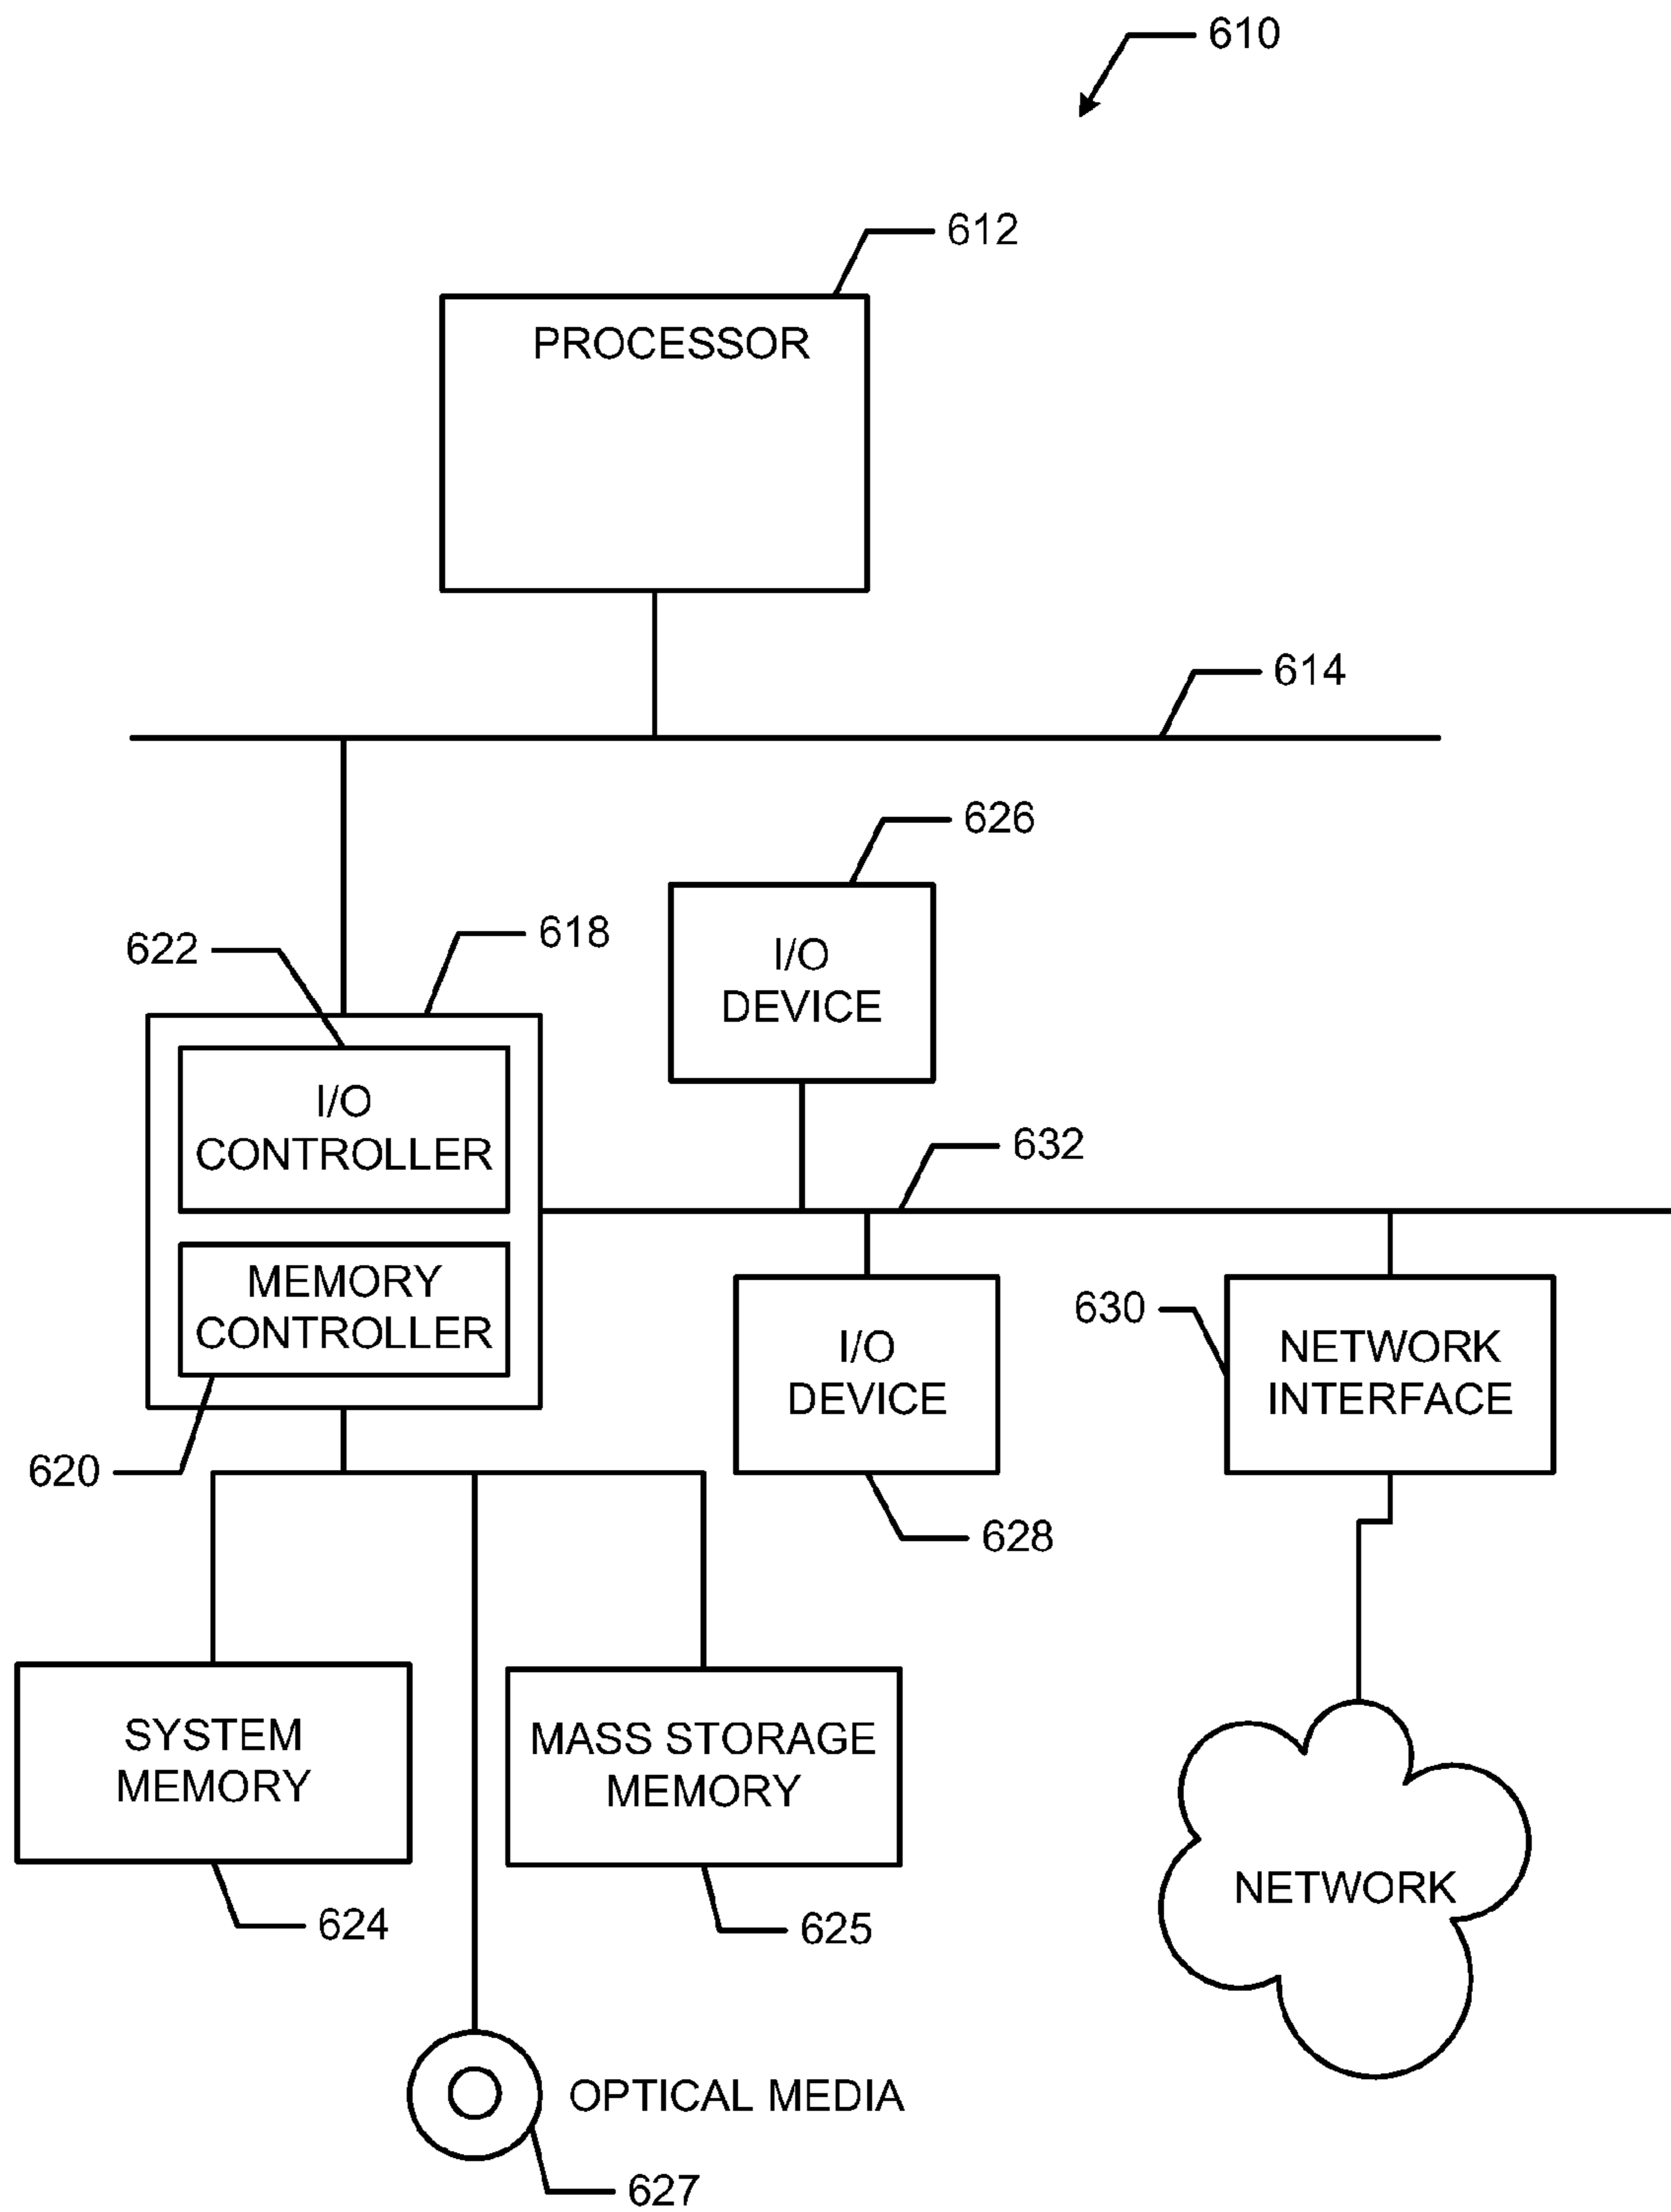 610
612
PROCESSOR
614
626
622
618
I/O
DEVICE
I/O
CONTROLLER
632
MEMORY
CONTROLLER
630
I/O
DEVICE
NETWORK
INTERFACE
620
628
SYSTEM
MEMORY
MASS STORAGE
MEMORY
NETWORK
624
625
OPTICAL MEDIA
627